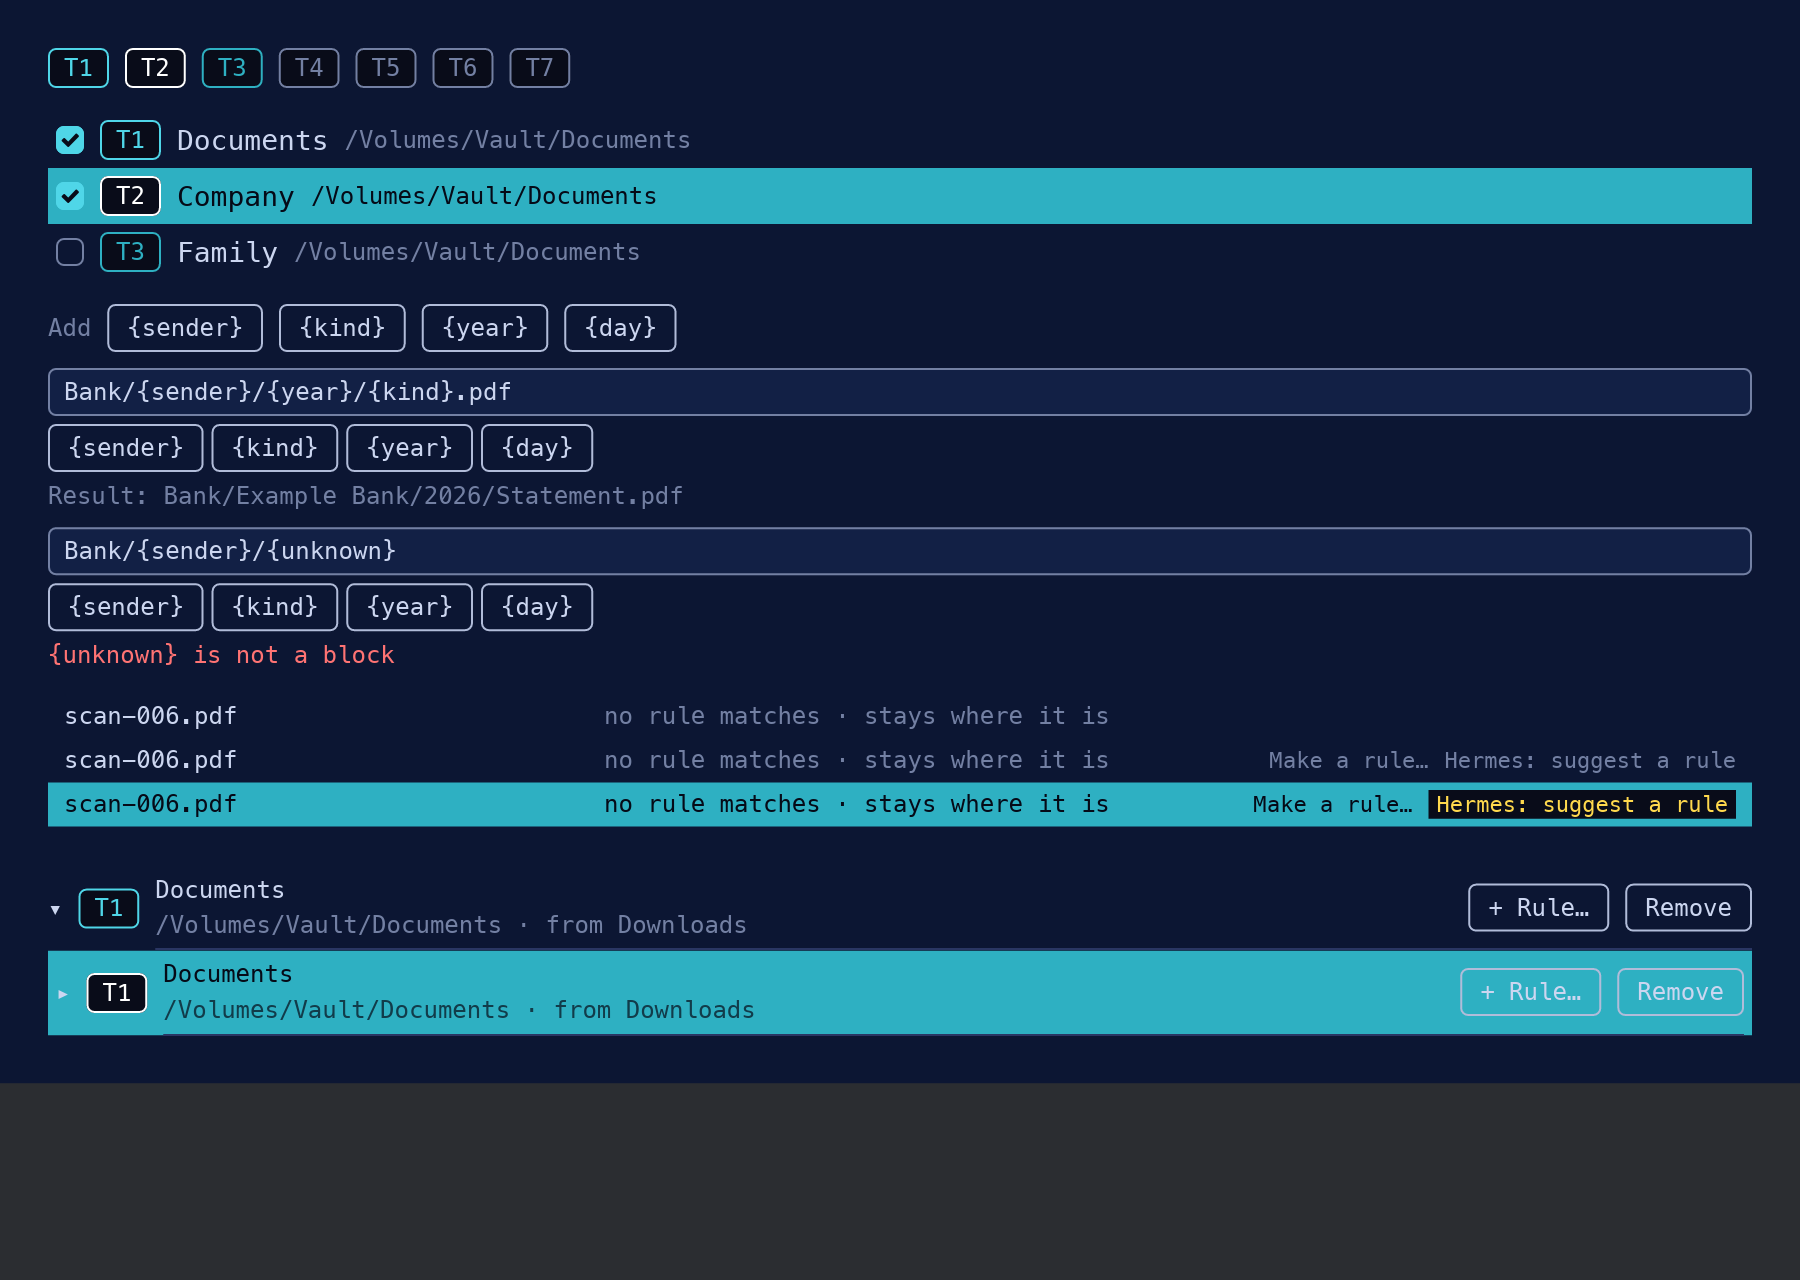 T1 T2 T3 T4 T5 T6 T7
T1 Documents /Volumes/Vault/Documents
T2 Company /Volumes/Vault/Documents
T3 Family /Volumes/Vault/Documents
Add {sender} {kind} {year} {day}
Bank/{sender}/{year}/{kind}.pdf
{sender} {kind} {year} {day}
Result: Bank/Example Bank/2026/Statement.pdf
Bank/{sender}/{unknown}
{sender} {kind} {year} {day}
{unknown} is not a block
scan-006.pdf no rule matches · stays where it is
scan-006.pdf no rule matches · stays where it is Make a rule… Hermes: suggest a rule
scan-006.pdf no rule matches · stays where it is Make a rule… Hermes: suggest a rule
▾ T1 Documents + Rule… Remove
/Volumes/Vault/Documents · from Downloads
▸ T1 Documents + Rule… Remove
/Volumes/Vault/Documents · from Downloads